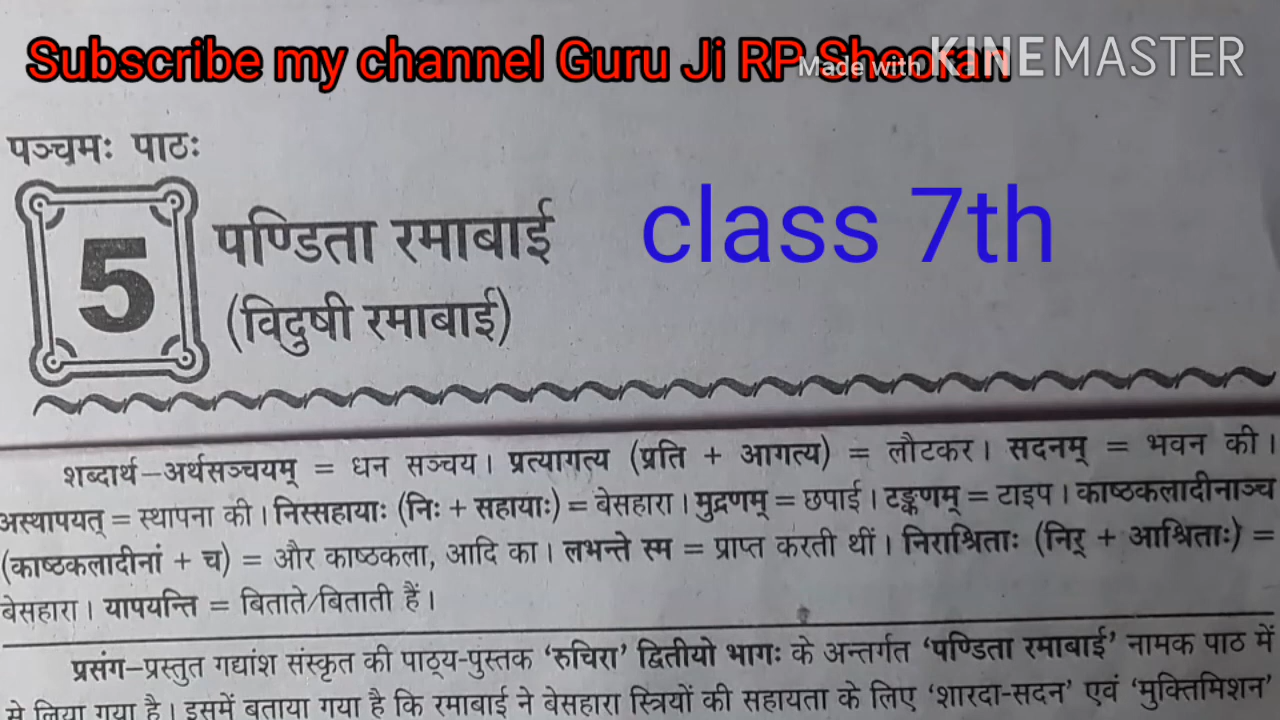 Subscribe my channel Guru Ji RP Sheoran
Made with KINEMASTER
पञ्चमः पाठः
5
पण्डिता रमाबाई
class 7th
(विदुषी रमाबाई)
शब्दार्थ–अर्थसञ्चयम् = धन सञ्चय। प्रत्यागत्य (प्रति + आगत्य) = लौटकर। सदनम् = भवन की।
अस्थापयत् = स्थापना की। निस्सहायाः (निः + सहायाः) = बेसहारा। मुद्रणम् = छपाई। टङ्कणम् = टाइप। काष्ठकलादीनाञ्च
(काष्ठकलादीनां + च) = और काष्ठकला, आदि का। लभन्ते स्म = प्राप्त करती थीं। निराश्रिताः (निर् + आश्रिताः) =
बेसहारा। यापयन्ति = बिताते/बिताती हैं।
प्रसंग–प्रस्तुत गद्यांश संस्कृत की पाठ्य-पुस्तक 'रुचिरा' द्वितीयो भागः के अन्तर्गत 'पण्डिता रमाबाई' नामक पाठ में
से लिया गया है। इसमें बताया गया है कि रमाबाई ने बेसहारा स्त्रियों की सहायता के लिए 'शारदा-सदन' एवं 'मुक्तिमिशन'